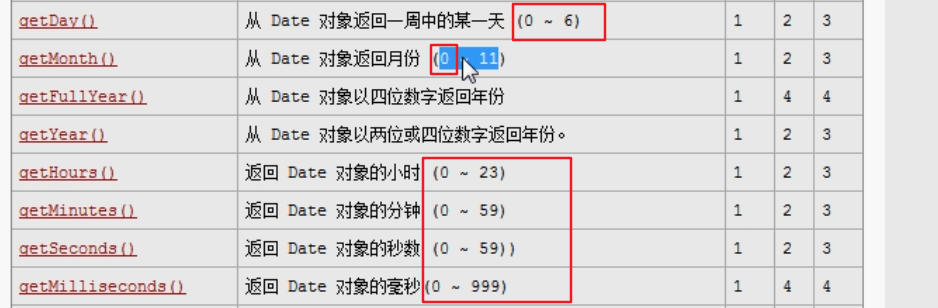 getDay() 从 Date 对象返回一周中的某一天 (0 ~ 6) 1 2 3
getMonth() 从 Date 对象返回月份 (0 ~ 11) 1 2 3
getFullYear() 从 Date 对象以四位数字返回年份 1 4 4
getYear() 从 Date 对象以两位或四位数字返回年份。 1 2 3
getHours() 返回 Date 对象的小时 (0 ~ 23) 1 2 3
getMinutes() 返回 Date 对象的分钟 (0 ~ 59) 1 2 3
getSeconds() 返回 Date 对象的秒数 (0 ~ 59)) 1 2 3
getMilliseconds() 返回 Date 对象的毫秒(0 ~ 999) 1 4 4